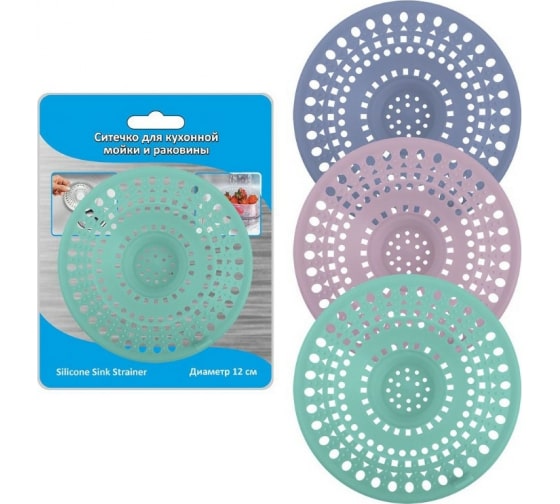 Ситечко для кухонной
мойки и раковины
Silicone Sink Strainer
Диаметр 12 см